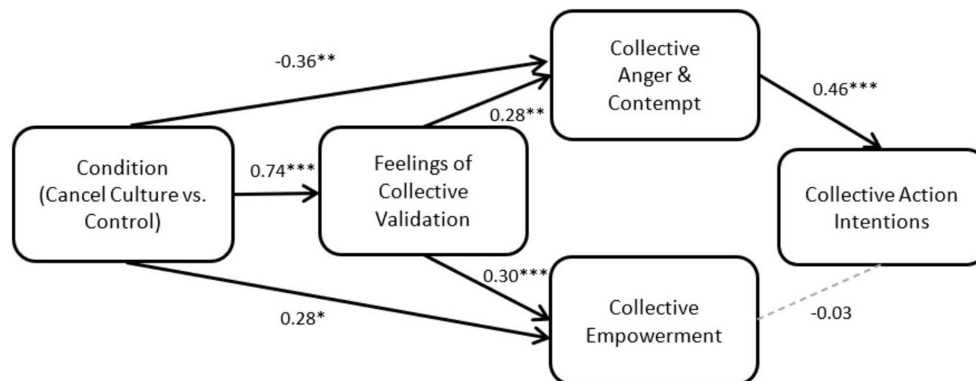 Collective
Anger &
Contempt
-0.36**
0.46***
0.28**
Condition
(Cancel Culture vs.
Control)
0.74***
Feelings of
Collective
Validation
Collective Action
Intentions
0.30***
0.28*
Collective
Empowerment
-0.03